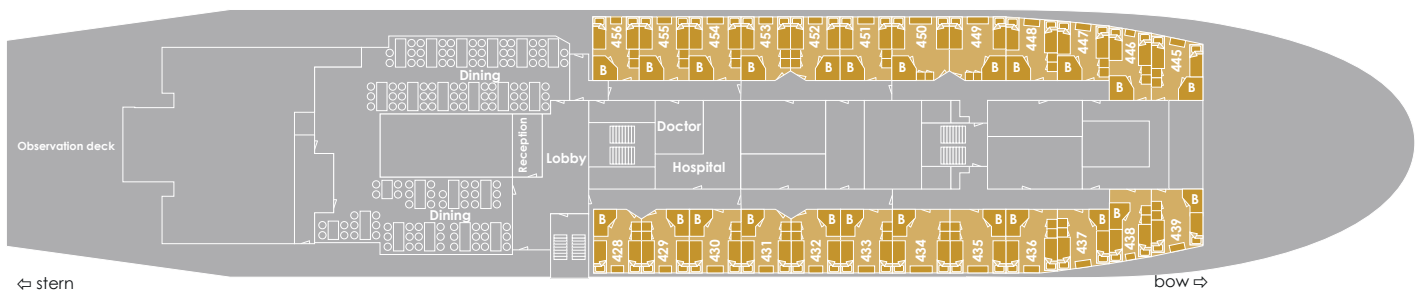 456
455
454
453
452
451
450
449
448
447
446
445
B
B
B
B
B
B
B
B
B
B
B
B
Dining
Observation deck
Reception
Lobby
Doctor
Hospital
Dining
B
B
B
B
B
B
B
B
B
B
B
B
428
429
430
431
432
433
434
435
436
437
438
439
⇦ stern
bow ⇨